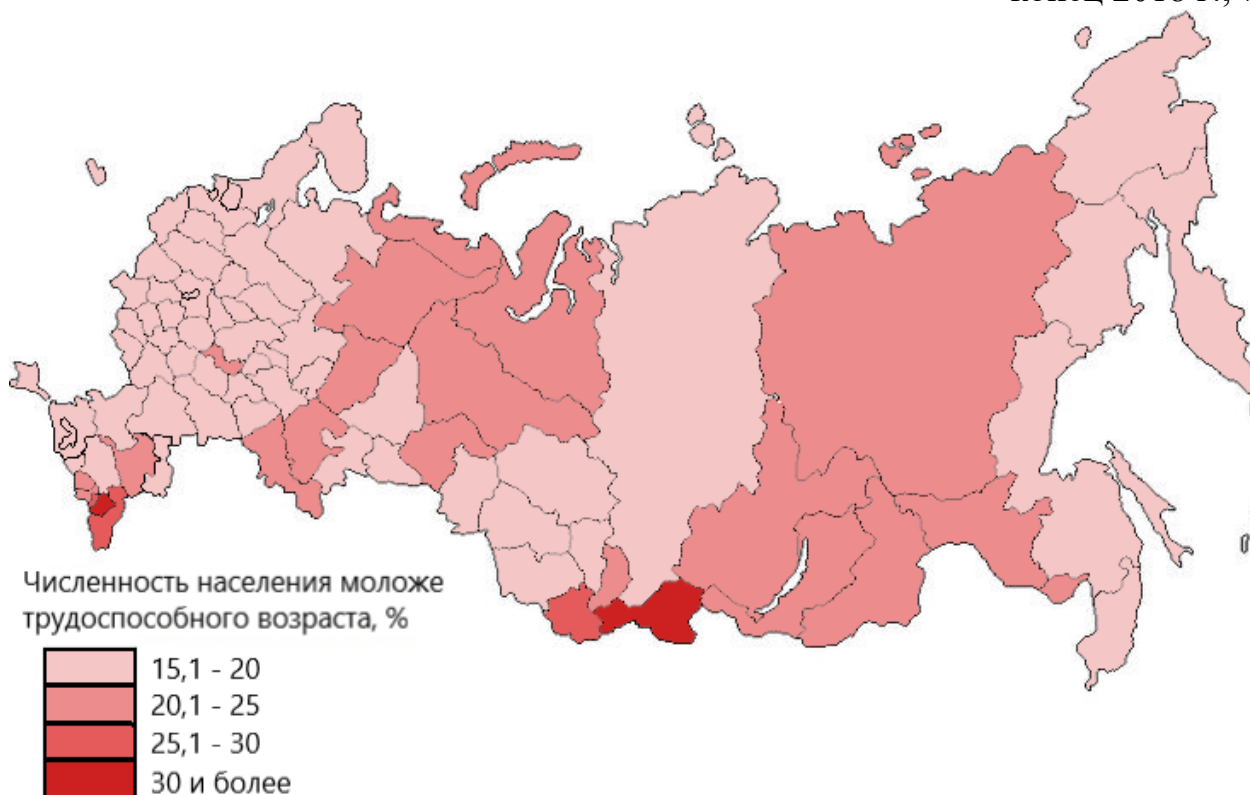 Численность населения моложе
трудоспособного возраста, %
15,1 - 20
20,1 - 25
25,1 - 30
30 и более